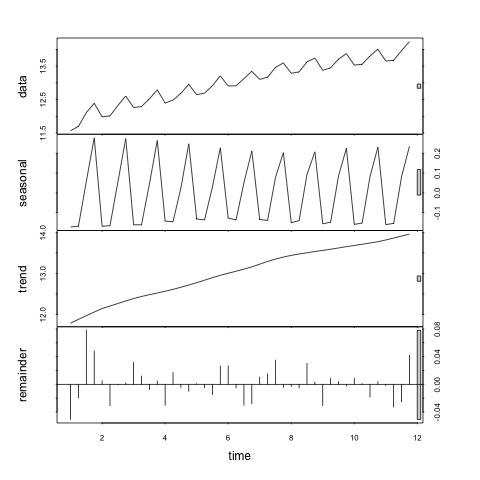 data
11.5 12.5 13.5
seasonal
-0.1 0.0 0.1 0.2
trend
12.0 13.0 14.0
remainder
-0.04 0.00 0.04 0.08
2 4 6 8 10 12
time